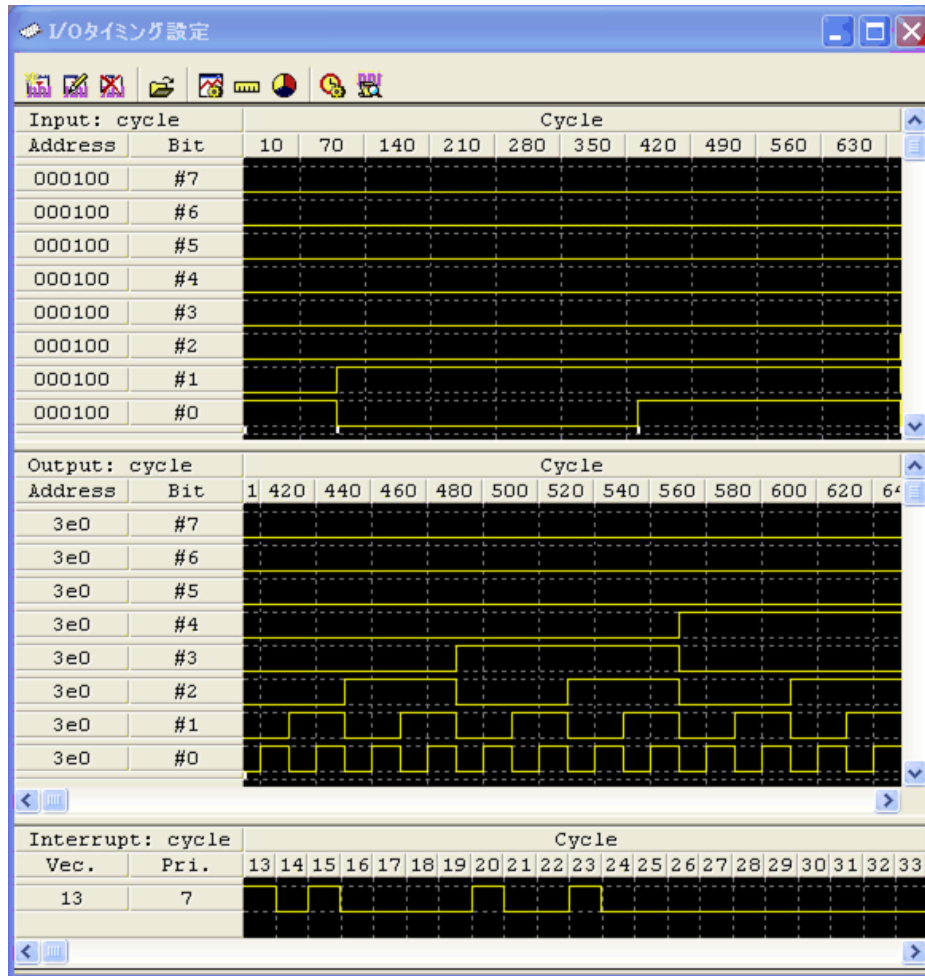 I/Oタイミング設定
Input: cycle Cycle
Address Bit 10 70 140 210 280 350 420 490 560 630
000100 #7
000100 #6
000100 #5
000100 #4
000100 #3
000100 #2
000100 #1
000100 #0
Output: cycle Cycle
Address Bit 1 420 440 460 480 500 520 540 560 580 600 620
3e0 #7
3e0 #6
3e0 #5
3e0 #4
3e0 #3
3e0 #2
3e0 #1
3e0 #0
Interrupt: cycle Cycle
Vec. Pri. 13 14 15 16 17 18 19 20 21 22 23 24 25 26 27 28 29 30 31 32 33
13 7